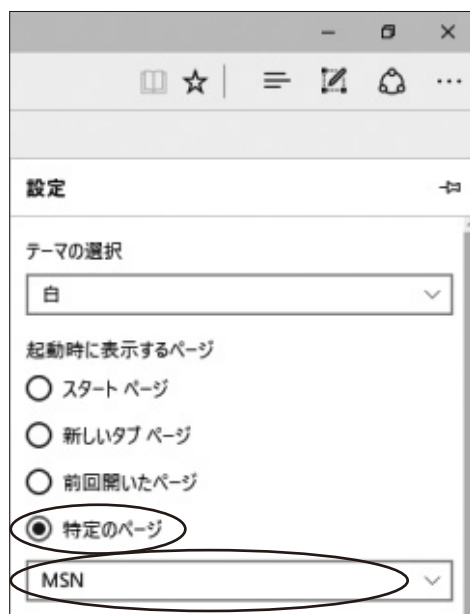 設定
テーマの選択
白
起動時に表示するページ
スタート ページ
新しいタブ ページ
前回開いたページ
特定のページ
MSN